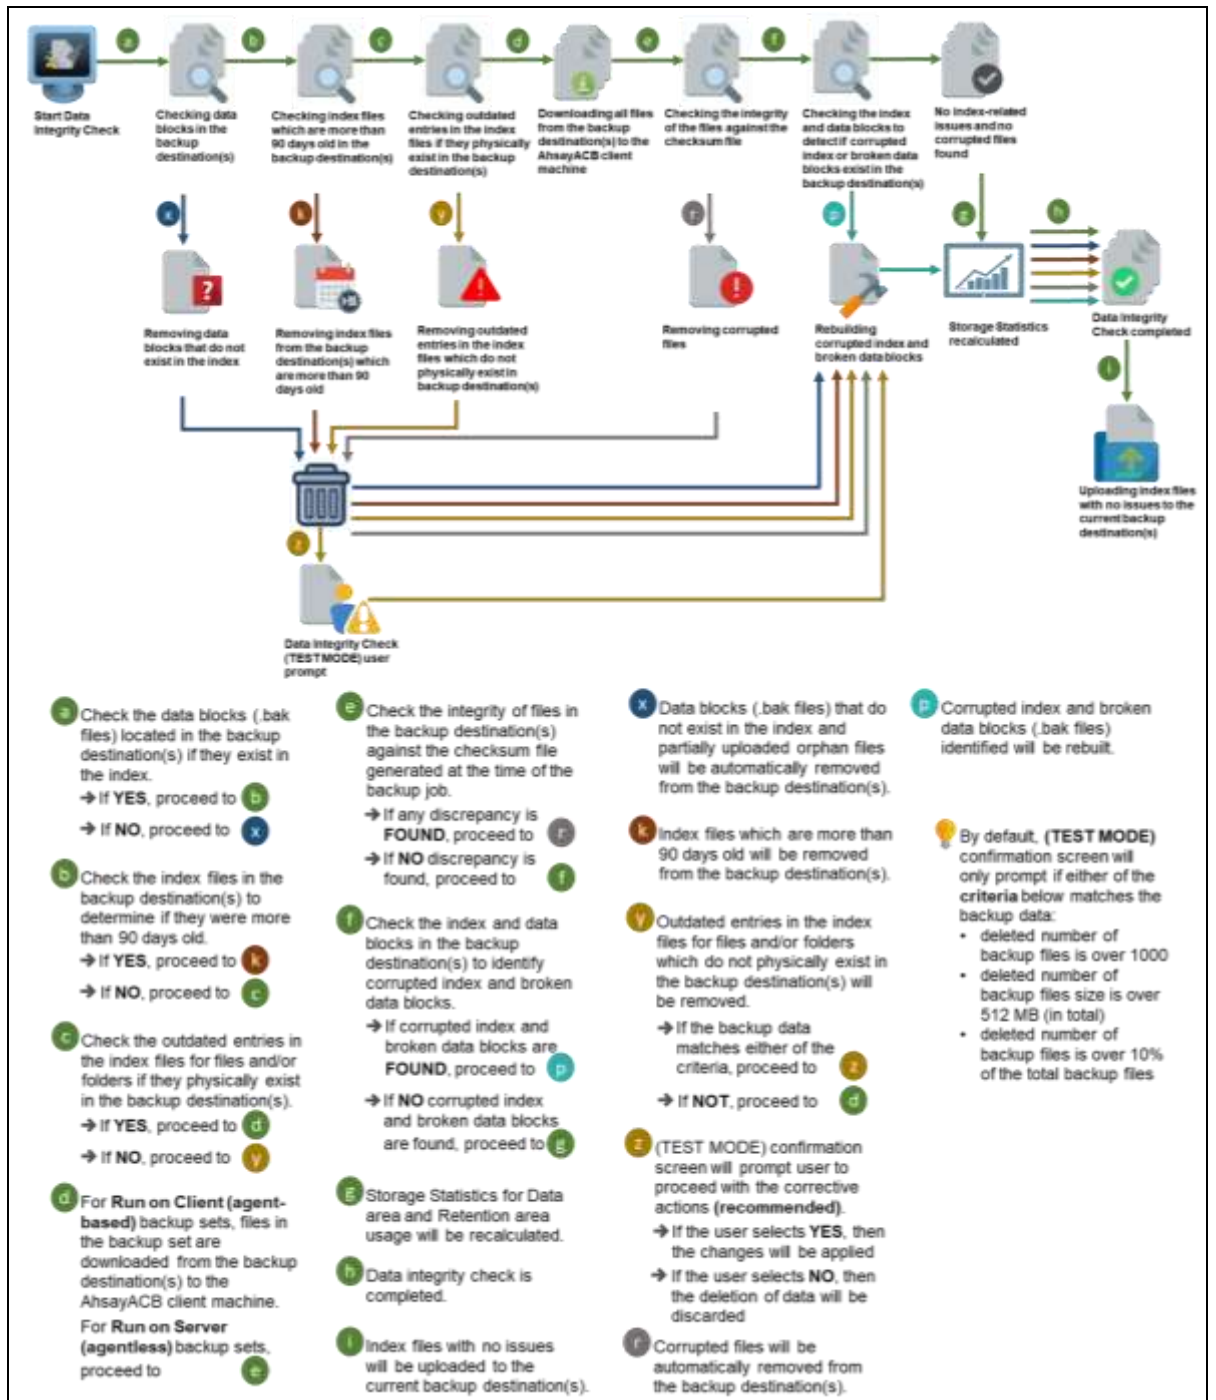 a
b
c
d
e
f
Start Data
Integrity Check
Checking data
blocks in the
backup
destination(s)
Checking index files
which are more than
90 days old in the
backup destination(s)
Checking outdated
entries in the index
files if they physically
exist in the backup
destination(s)
Downloading all files
from the backup
destination(s) to the
AhsayACB client
machine
Checking the integrity
of the files against the
checksum file
Checking the index
and data blocks to
detect if corrupted
index or broken data
blocks exist in the
backup destination(s)
No index-related
issues and no
corrupted files
found
x
k
y
r
p
g
h
Removing data
blocks that do not
exist in the index
Removing index files
from the backup
destination(s) which
are more than 90
days old
Removing outdated
entries in the index
files which do not
physically exist in
backup destination(s)
Removing corrupted
files
Rebuilding
corrupted index and
broken data blocks
Storage Statistics
recalculated
Data Integrity
Check completed
i
Uploading index files
with no issues to the
current backup
destination(s)
z
Data Integrity Check
(TEST MODE) user
prompt
a Check the data blocks (.bak
files) located in the backup
destination(s) if they exist in
the index.
→ If YES, proceed to b
→ If NO, proceed to x
b Check the index files in the
backup destination(s) to
determine if they were more
than 90 days old.
→ If YES, proceed to k
→ If NO, proceed to c
c Check the outdated entries in
the index files for files and/or
folders if they physically exist
in the backup destination(s).
→ If YES, proceed to d
→ If NO, proceed to y
d For Run on Client (agent-
based) backup sets, files in
the backup set are
downloaded from the backup
destination(s) to the
AhsayACB client machine.
For Run on Server
(agentless) backup sets,
proceed to e
e Check the integrity of files in
the backup destination(s)
against the checksum file
generated at the time of the
backup job.
→ If any discrepancy is
FOUND, proceed to r
→ If NO discrepancy is
found, proceed to f
f Check the index and data
blocks in the backup
destination(s) to identify
corrupted index and broken
data blocks.
→ If corrupted index and
broken data blocks are
FOUND, proceed to p
→ If NO corrupted index
and broken data blocks
are found, proceed to g
g Storage Statistics for Data
area and Retention area
usage will be recalculated.
h Data integrity check is
completed.
i Index files with no issues
will be uploaded to the
current backup destination(s).
x Data blocks (.bak files) that do
not exist in the index and
partially uploaded orphan files
will be automatically removed
from the backup destination(s).
k Index files which are more than
90 days old will be removed
from the backup destination(s).
y Outdated entries in the index
files for files and/or folders
which do not physically exist in
the backup destination(s) will
be removed.
→ If the backup data
matches either of the
criteria, proceed to z
→ If NOT, proceed to d
z (TEST MODE) confirmation
screen will prompt user to
proceed with the corrective
actions (recommended).
→ If the user selects YES, then
the changes will be applied
→ If the user selects NO, then
the deletion of data will be
discarded
r Corrupted files will be
automatically removed from
the backup destination(s).
p Corrupted index and broken
data blocks (.bak files)
identified will be rebuilt.
By default, (TEST MODE)
confirmation screen will
only prompt if either of the
criteria below matches the
backup data:
• deleted number of
backup files is over 1000
• deleted number of
backup files size is over
512 MB (in total)
• deleted number of
backup files is over 10%
of the total backup files